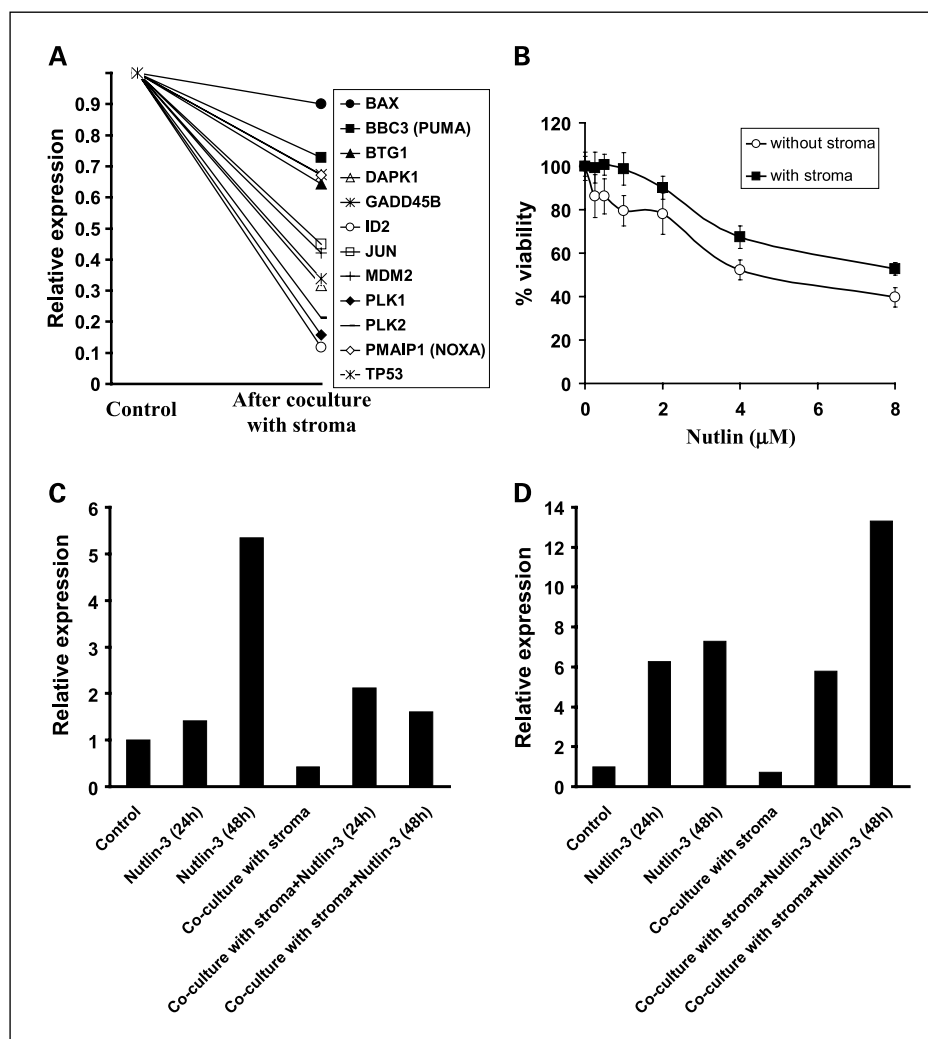 A
Relative expression
0.9
0.8
0.7
0.6
0.5
0.4
0.3
0.2
0.1
0
Control
After coculture
with stroma
BAX
BBC3 (PUMA)
BTG1
DAPK1
GADD45B
ID2
JUN
MDM2
PLK1
PLK2
PMAIP1 (NOXA)
TP53
B
% viability
120
100
80
60
40
20
0
0
2
4
6
8
Nutlin (μM)
without stroma
with stroma
C
Relative expression
6
5
4
3
2
1
0
Control
Nutlin-3 (24h)
Nutlin-3 (48h)
Co-culture with stroma
Co-culture with stroma+Nutlin-3 (24h)
Co-culture with stroma+Nutlin-3 (48h)
D
Relative expression
14
12
10
8
6
4
2
0
Control
Nutlin-3 (24h)
Nutlin-3 (48h)
Co-culture with stroma
Co-culture with stroma+Nutlin-3 (24h)
Co-culture with stroma+Nutlin-3 (48h)